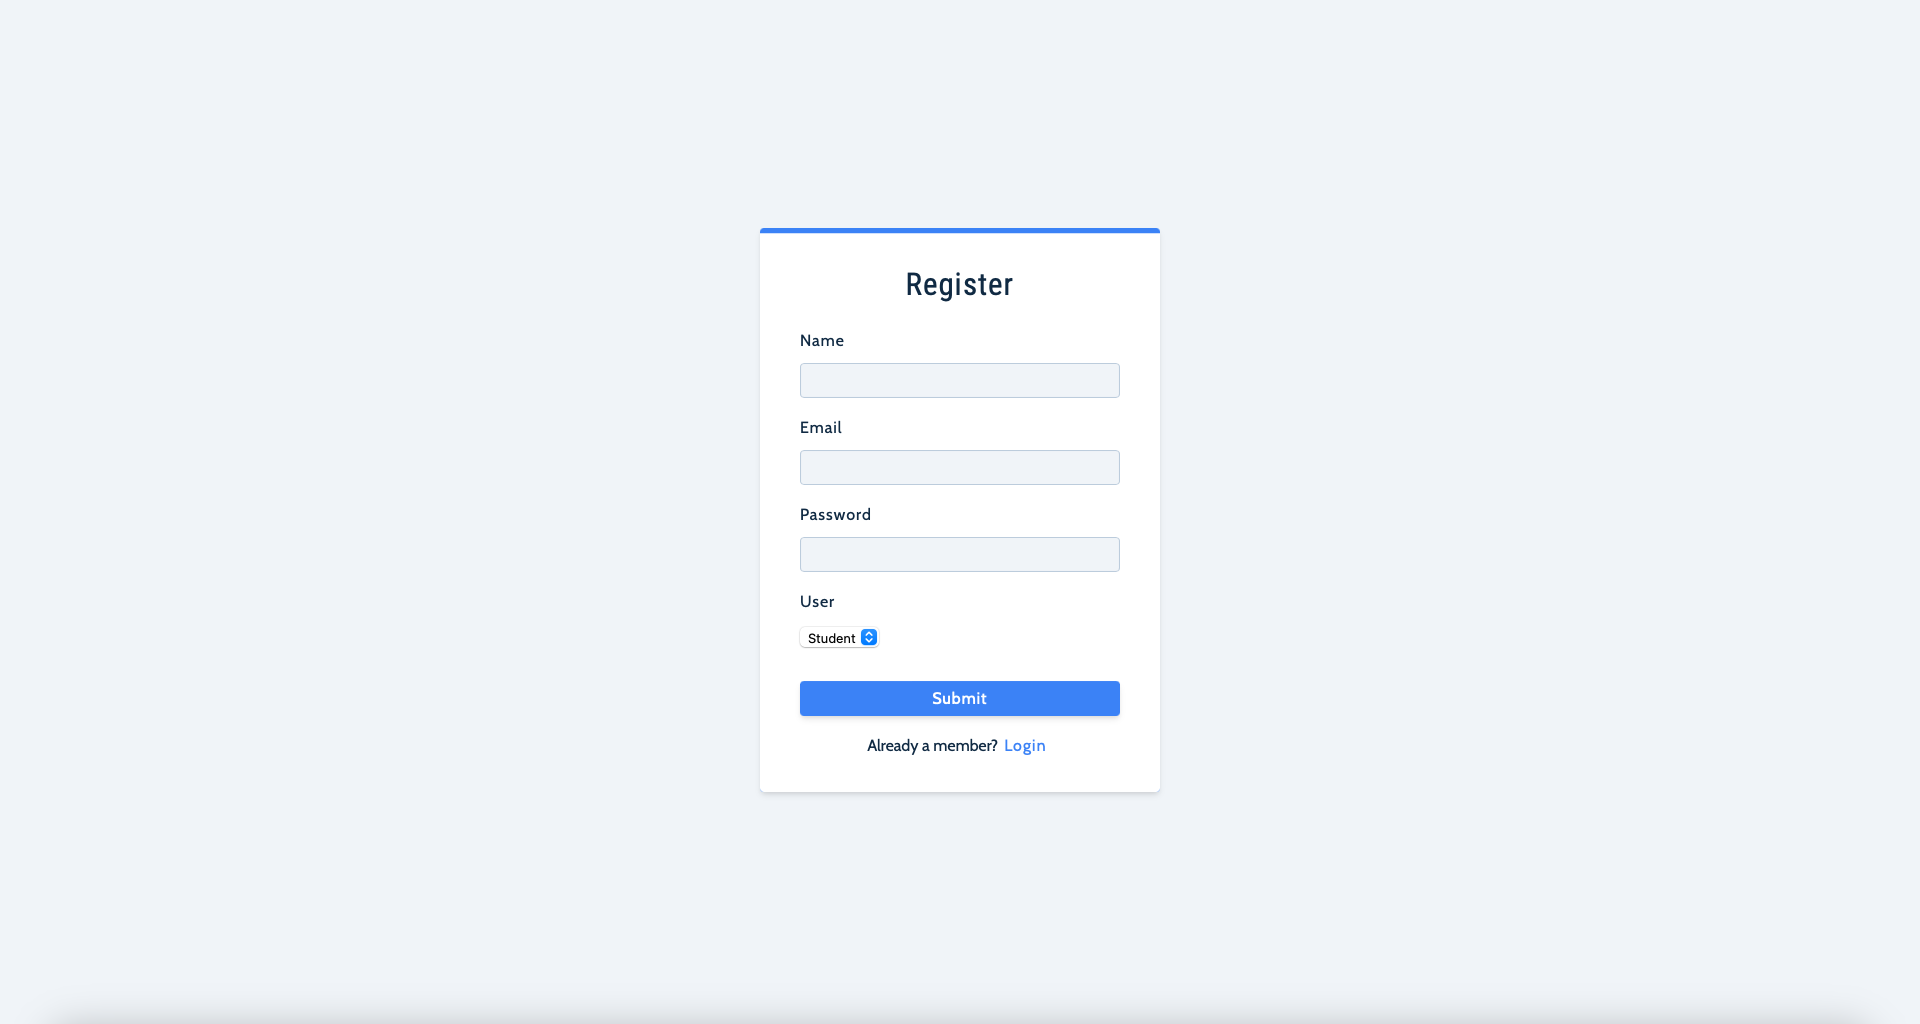 Register
Name
Email
Password
User
Student
Submit
Already a member? Login